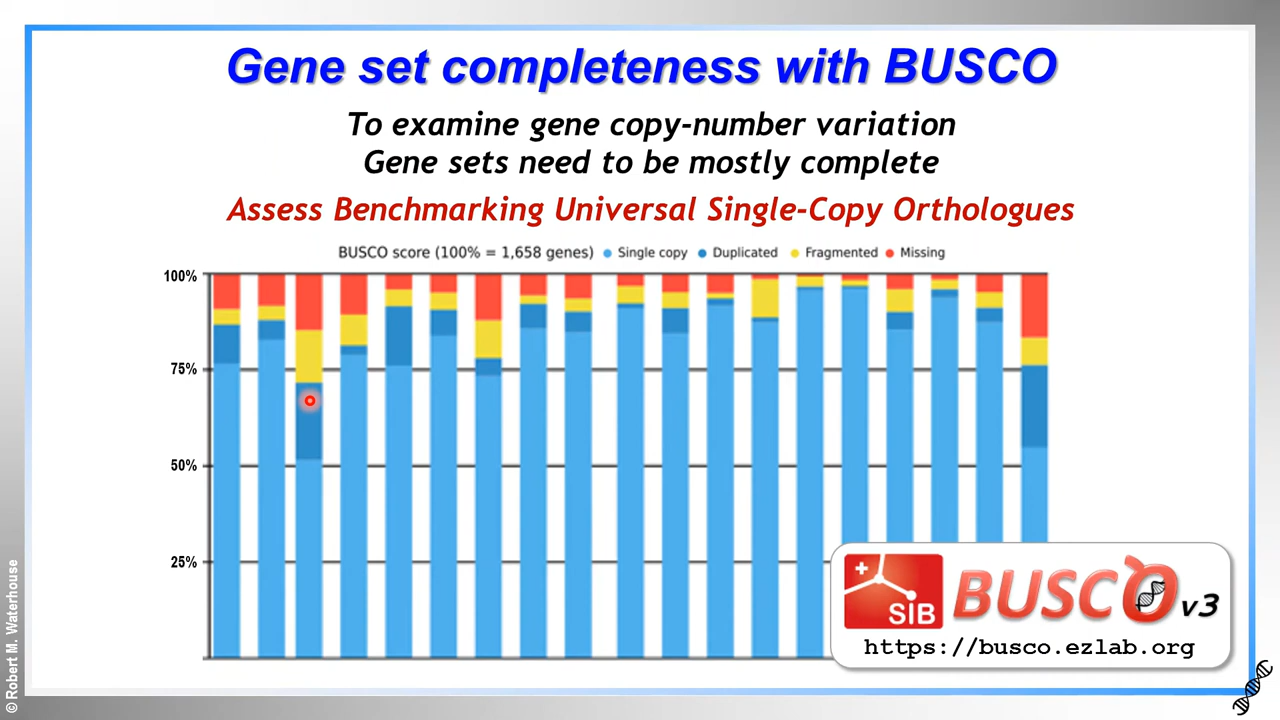 Gene set completeness with BUSCO
To examine gene copy-number variation
Gene sets need to be mostly complete
Assess Benchmarking Universal Single-Copy Orthologues
BUSCO score (100% = 1,658 genes) Single copy Duplicated Fragmented Missing
100%
75%
50%
25%
SIB
BUSCO v3
https://busco.ezlab.org
© Robert M. Waterhouse